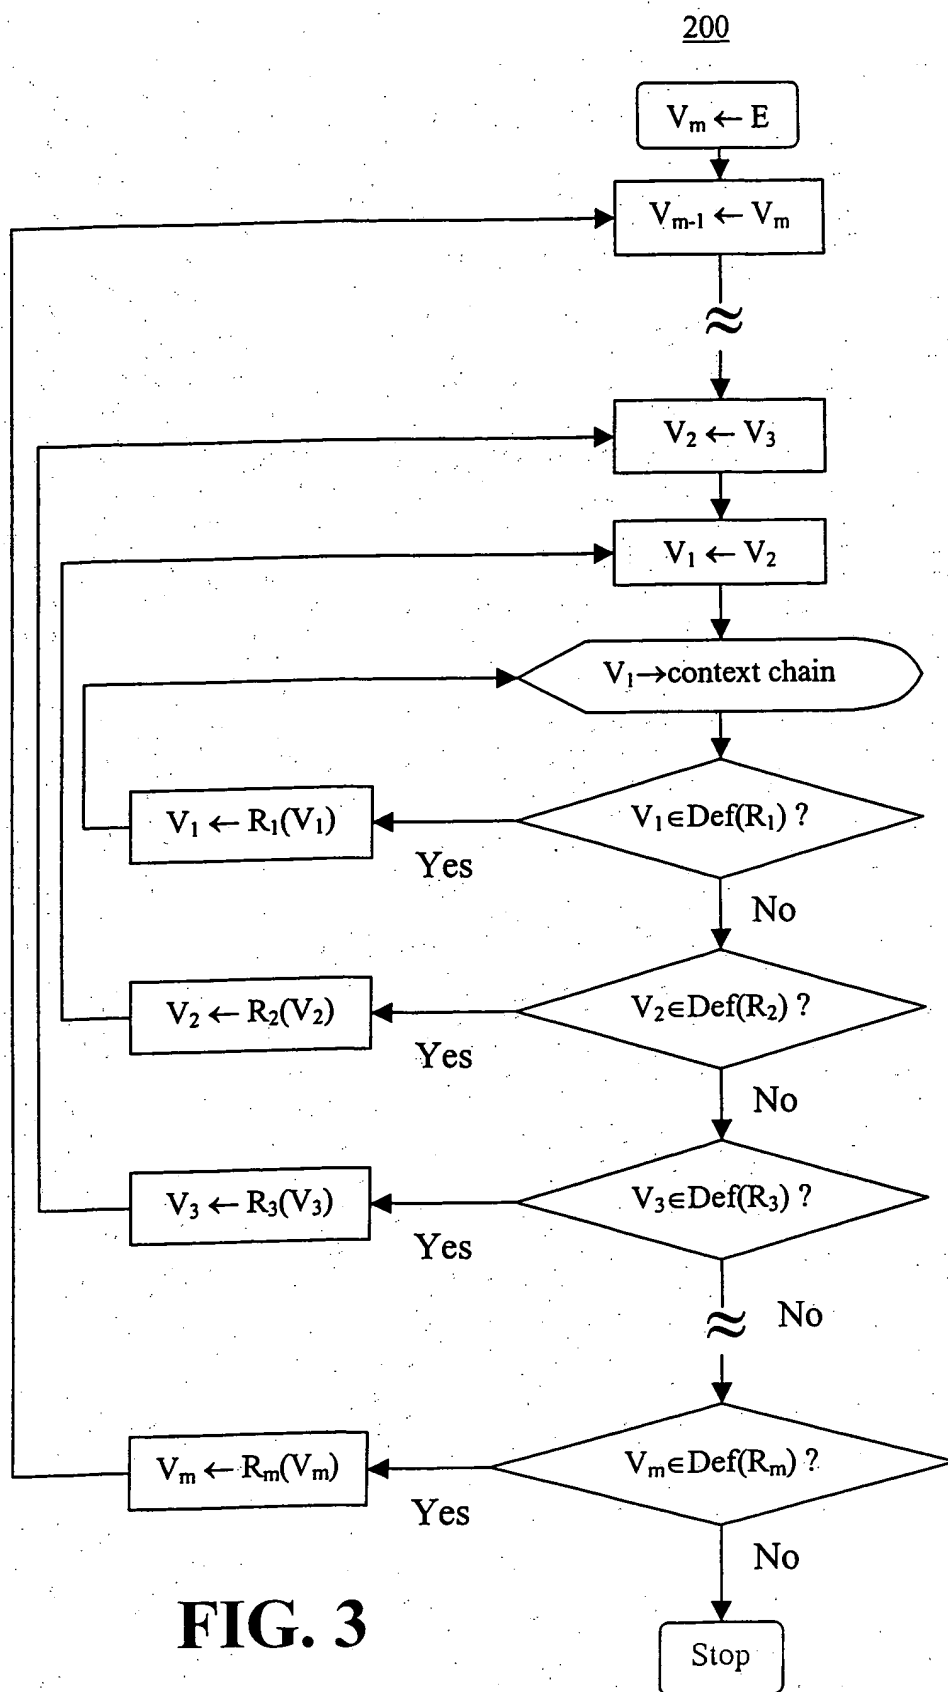 200
Vₘ ← E
Vₘ₋₁ ← Vₘ
≈
V₂ ← V₃
V₁ ← V₂
V₁→context chain
V₁∈Def(R₁) ?
V₁ ← R₁(V₁)
Yes
No
V₂∈Def(R₂) ?
V₂ ← R₂(V₂)
Yes
No
V₃∈Def(R₃) ?
V₃ ← R₃(V₃)
Yes
≈ No
Vₘ∈Def(Rₘ) ?
Vₘ ← Rₘ(Vₘ)
Yes
No
FIG. 3
Stop